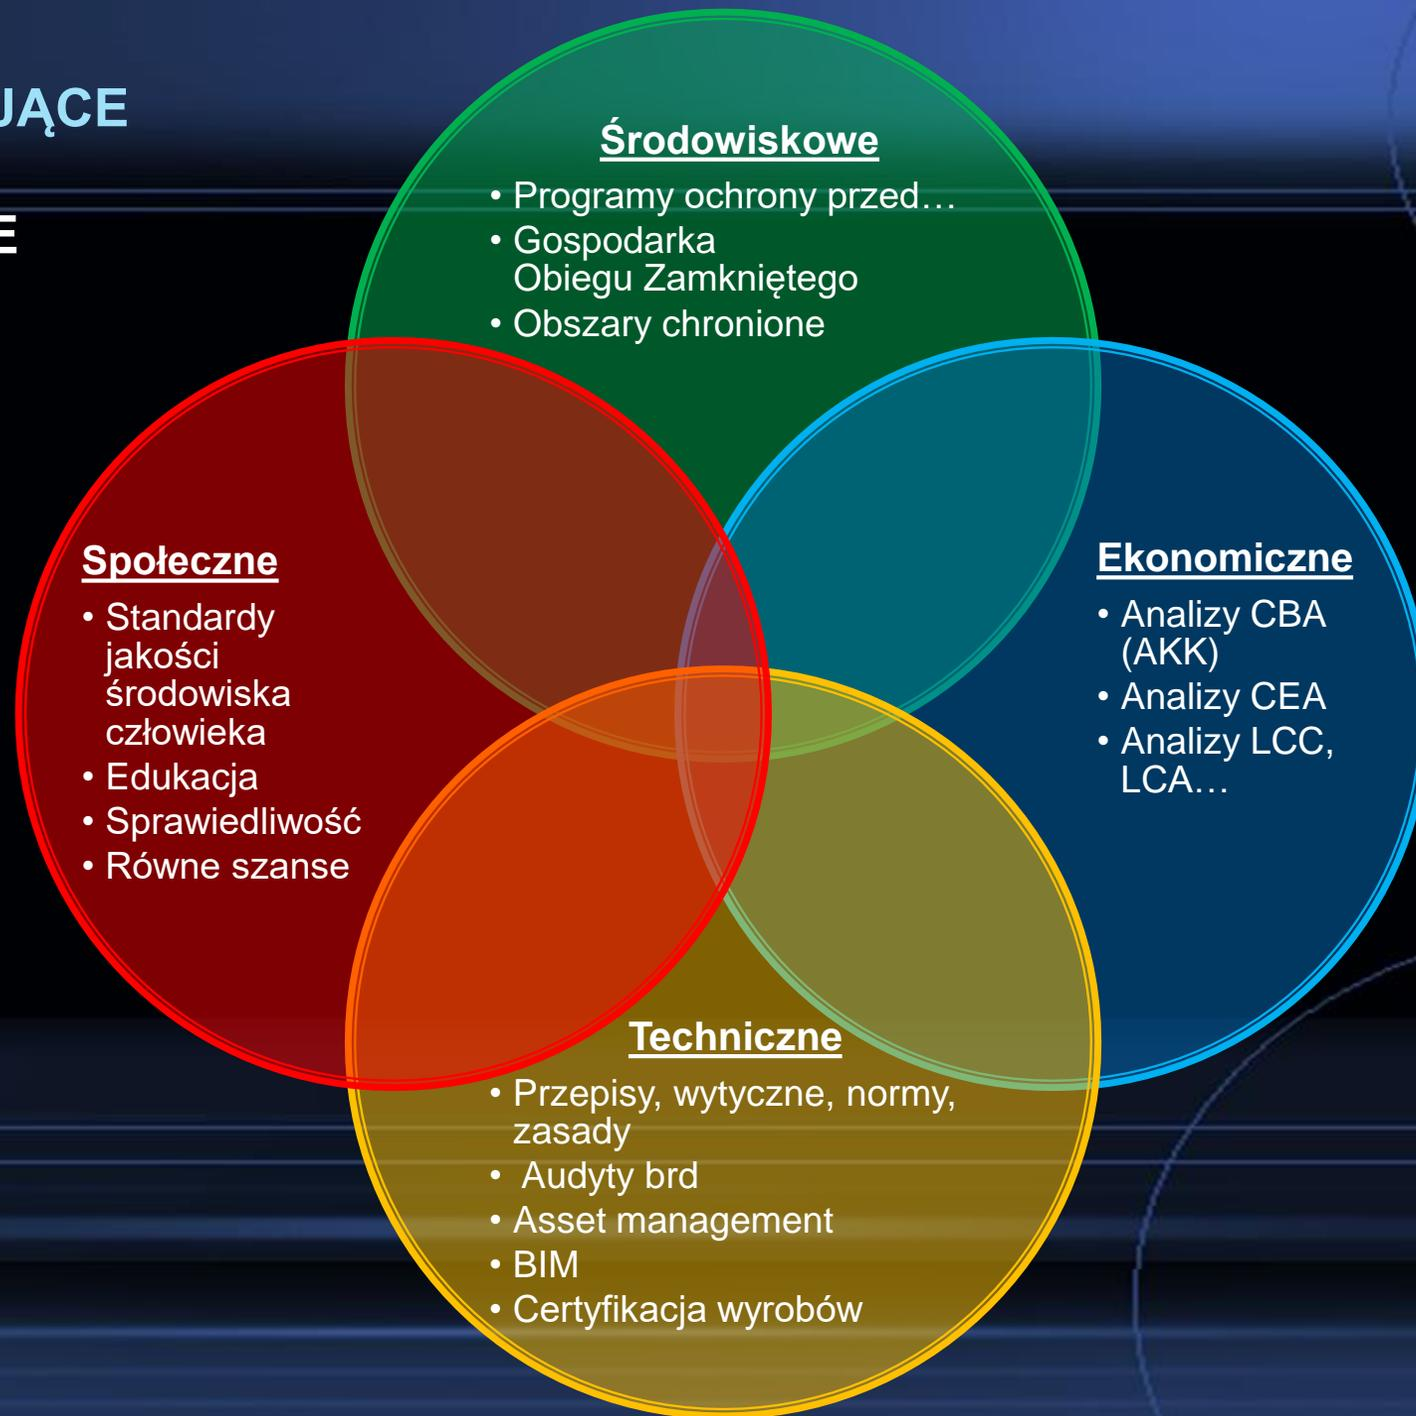 JĄCE
E
Środowiskowe
• Programy ochrony przed…
• Gospodarka
Obiegu Zamkniętego
• Obszary chronione
Społeczne
• Standardy
jakości
środowiska
człowieka
• Edukacja
• Sprawiedliwość
• Równe szanse
Ekonomiczne
• Analizy CBA
(AKK)
• Analizy CEA
• Analizy LCC,
LCA…
Techniczne
• Przepisy, wytyczne, normy,
zasady
• Audyty brd
• Asset management
• BIM
• Certyfikacja wyrobów